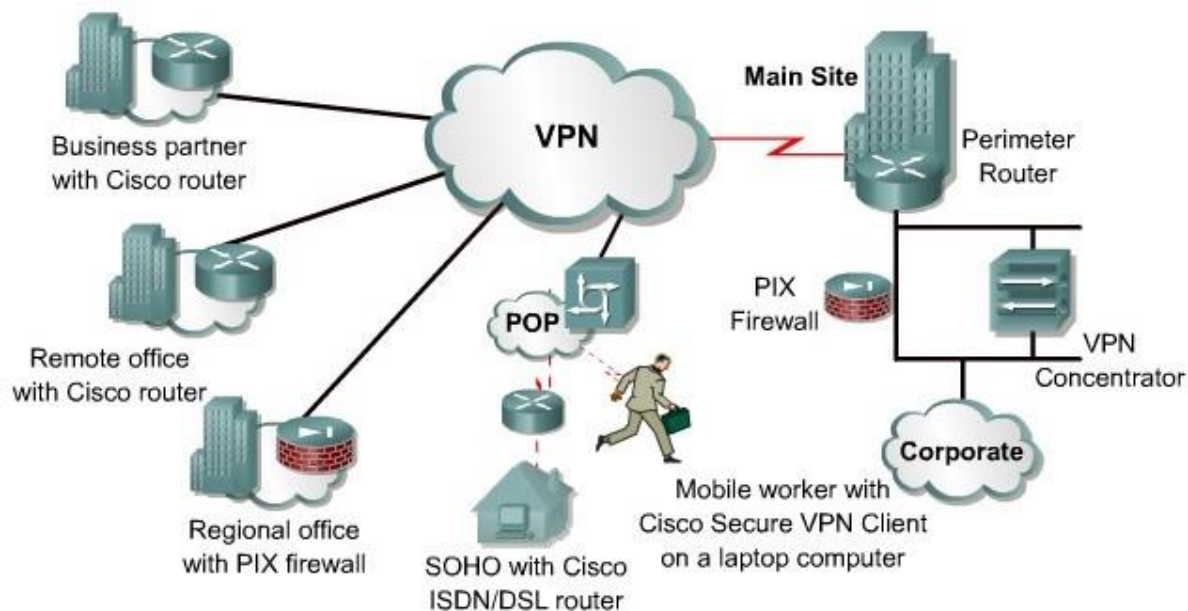 Main Site
VPN
Perimeter
Router
Business partner
with Cisco router
PIX
Firewall
POP
VPN
Concentrator
Remote office
with Cisco router
Corporate
Mobile worker with
Cisco Secure VPN Client
on a laptop computer
Regional office
with PIX firewall
SOHO with Cisco
ISDN/DSL router